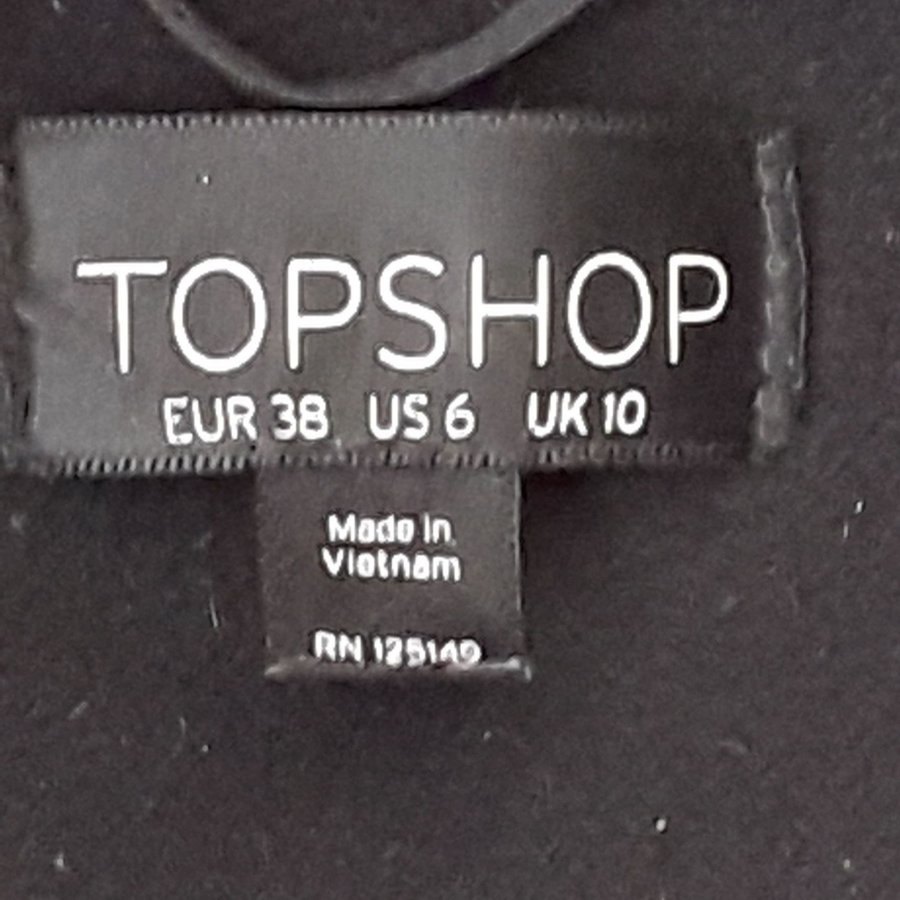 TOPSHOP
EUR 38 US 6 UK 10
Made in
Vietnam
RN 125149